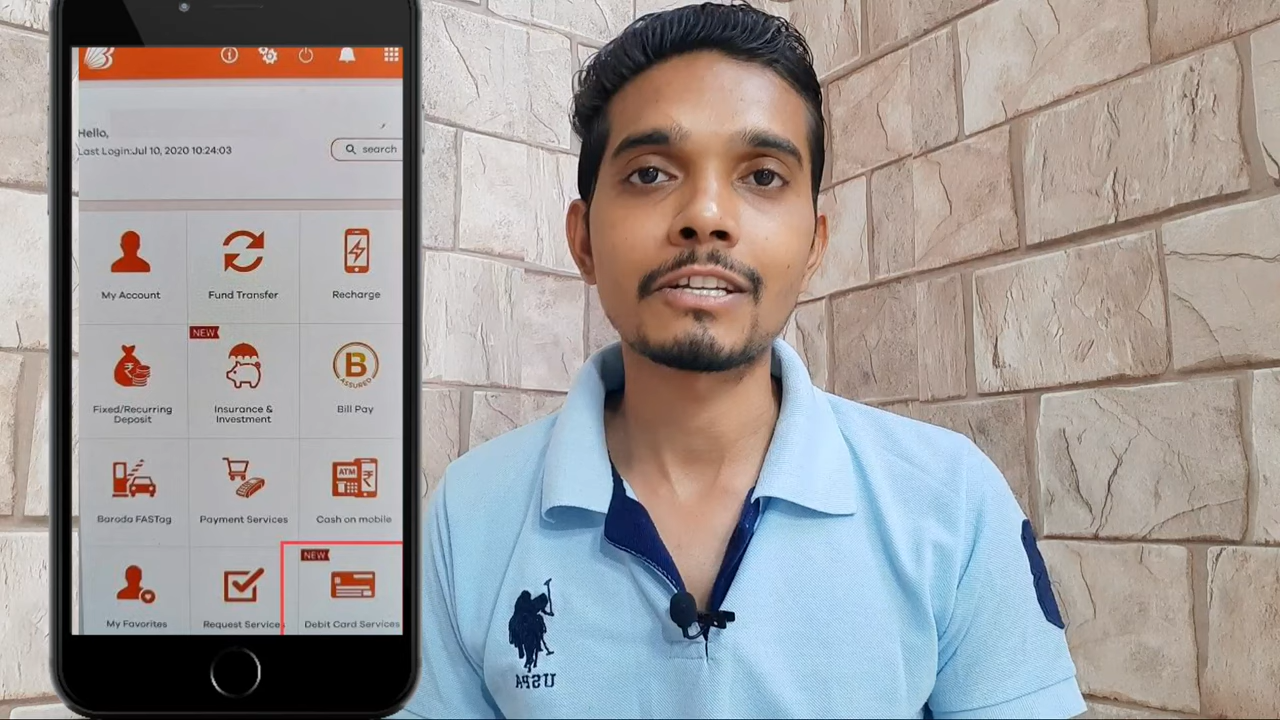 Hello,
Last Login:Jul 10, 2020 10:24:03
search
My Account
Fund Transfer
Recharge
NEW
B
ASSURED
Fixed/Recurring
Deposit
Insurance &
Investment
Bill Pay
ATM
Baroda FASTag
Payment Services
Cash on mobile
NEW
My Favorites
Request Services
Debit Card Services
USPA